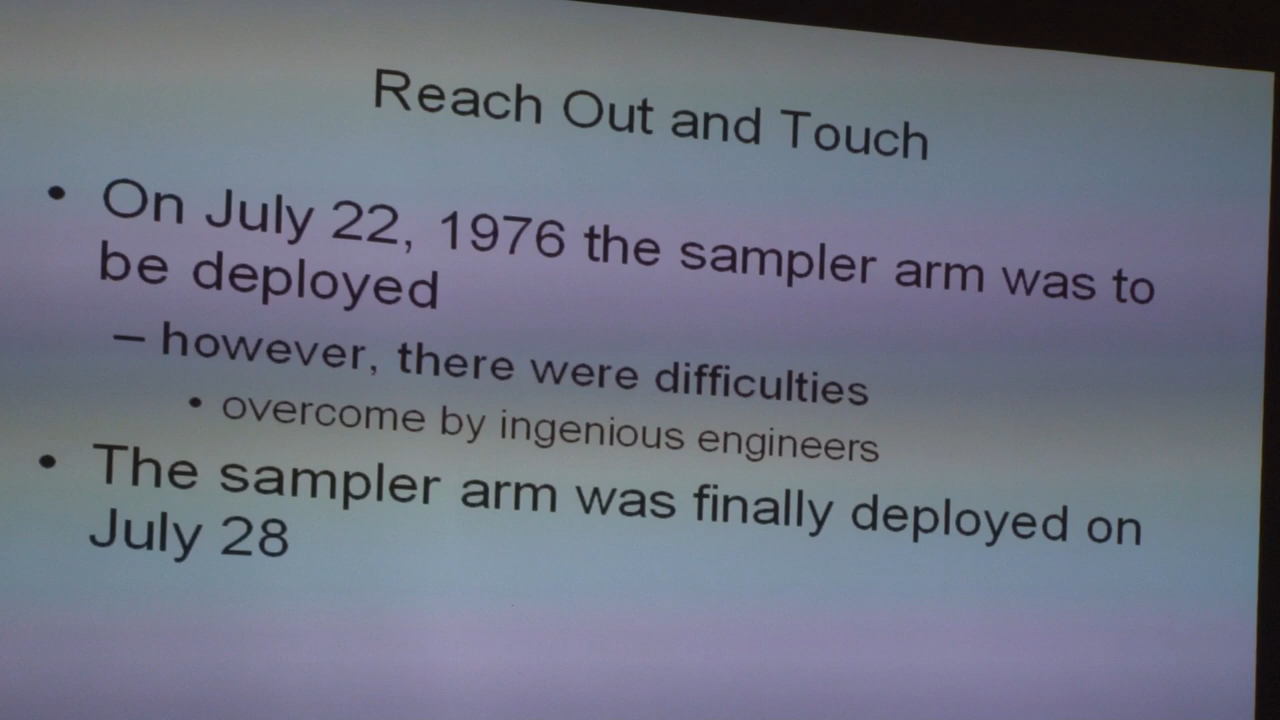 Reach Out and Touch
• On July 22, 1976 the sampler arm was to
be deployed
– however, there were difficulties
• overcome by ingenious engineers
• The sampler arm was finally deployed on
July 28